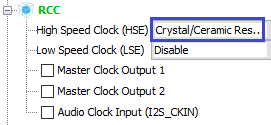 RCC
High Speed Clock (HSE) Crystal/Ceramic Res..
Low Speed Clock (LSE) Disable
Master Clock Output 1
Master Clock Output 2
Audio Clock Input (I2S_CKIN)